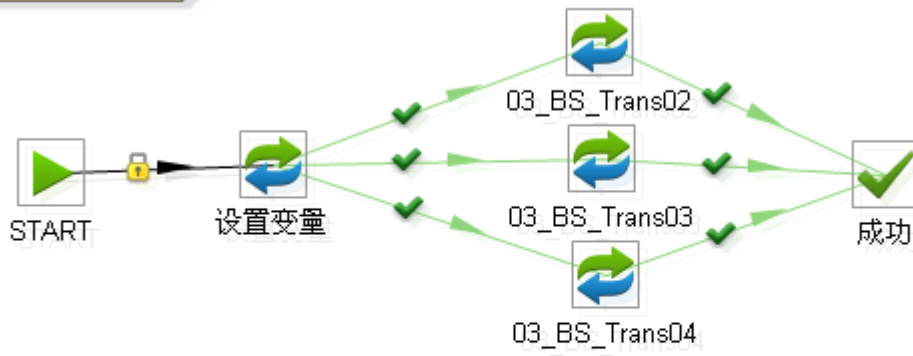 03_BS_Trans02
START
设置变量
03_BS_Trans03
成功
03_BS_Trans04